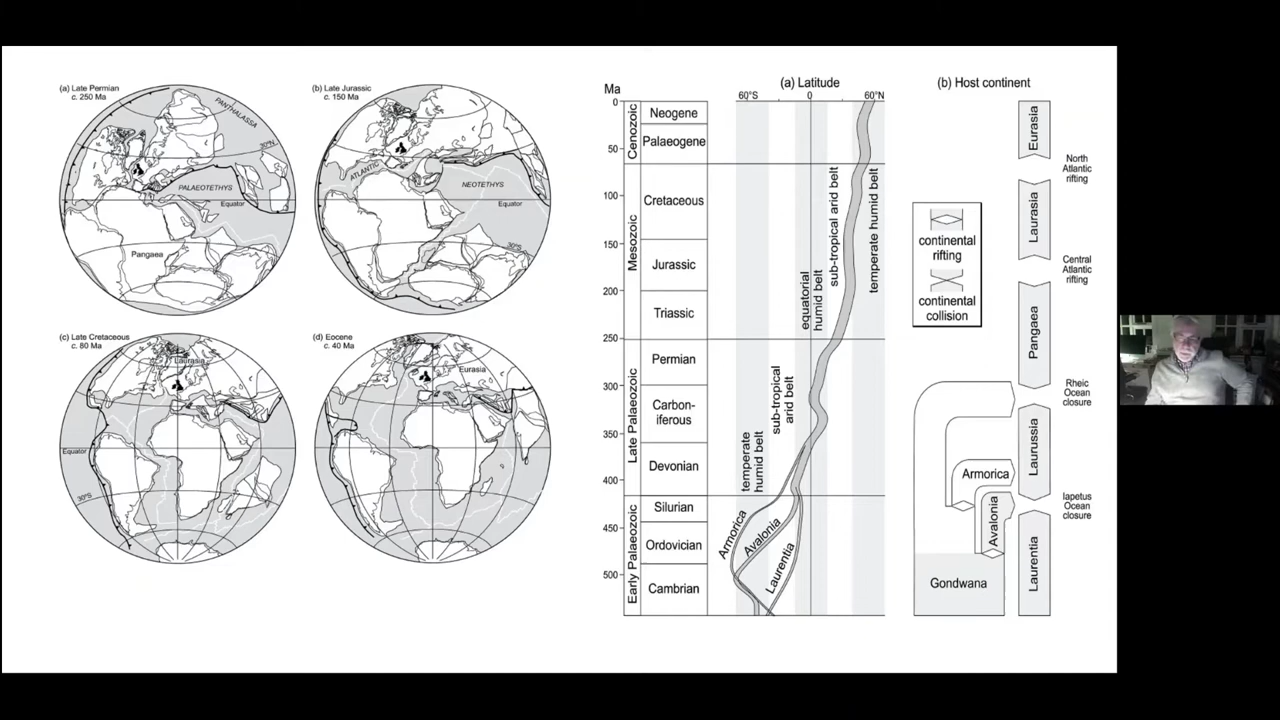 (a) Late Permian
c. 250 Ma
PANTHALASSA
30°N
PALAEOTETHYS
Equator
Pangaea
(b) Late Jurassic
c. 150 Ma
ATLANTIC
NEOTETHYS
Equator
30°S
(c) Late Cretaceous
c. 80 Ma
Laurasia
Equator
30°S
(d) Eocene
c. 40 Ma
Eurasia
Ma
(a) Latitude
60°S
0
60°N
0
50
100
150
200
250
300
350
400
450
500
Cenozoic
Mesozoic
Late Palaeozoic
Early Palaeozoic
Neogene
Palaeogene
Cretaceous
Jurassic
Triassic
Permian
Carbon-
iferous
Devonian
Silurian
Ordovician
Cambrian
temperate
humid belt
sub-tropical
arid belt
equatorial
humid belt
sub-tropical arid belt
temperate humid belt
Armorica
Avalonia
Laurentia
(b) Host continent
continental
rifting
continental
collision
Eurasia
North
Atlantic
rifting
Laurasia
Central
Atlantic
rifting
Pangaea
Rheic
Ocean
closure
Laurussia
Armorica
Iapetus
Ocean
closure
Avalonia
Laurentia
Gondwana